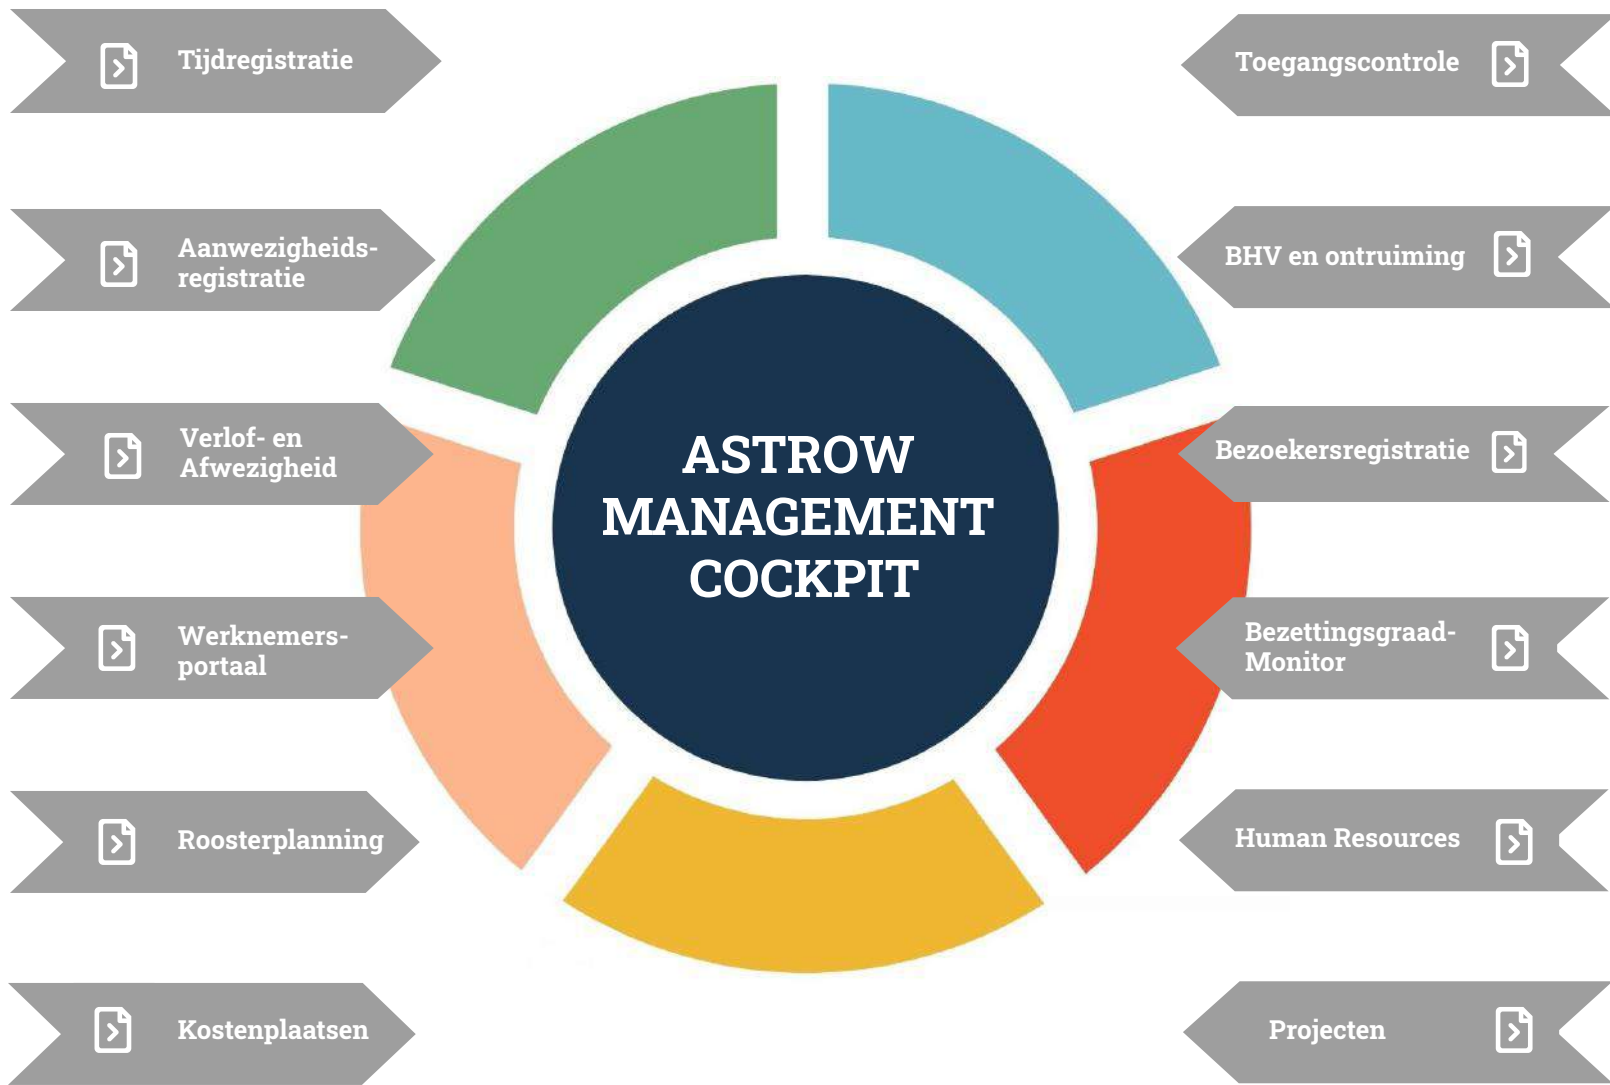 Tijdregistratie
Aanwezigheids-
registratie
Verlof- en
Afwezigheid
Werknemers-
portaal
Roosterplanning
Kostenplaatsen
ASTROW
MANAGEMENT
COCKPIT
Toegangscontrole
BHV en ontruiming
Bezoekersregistratie
Bezettingsgraad-
Monitor
Human Resources
Projecten